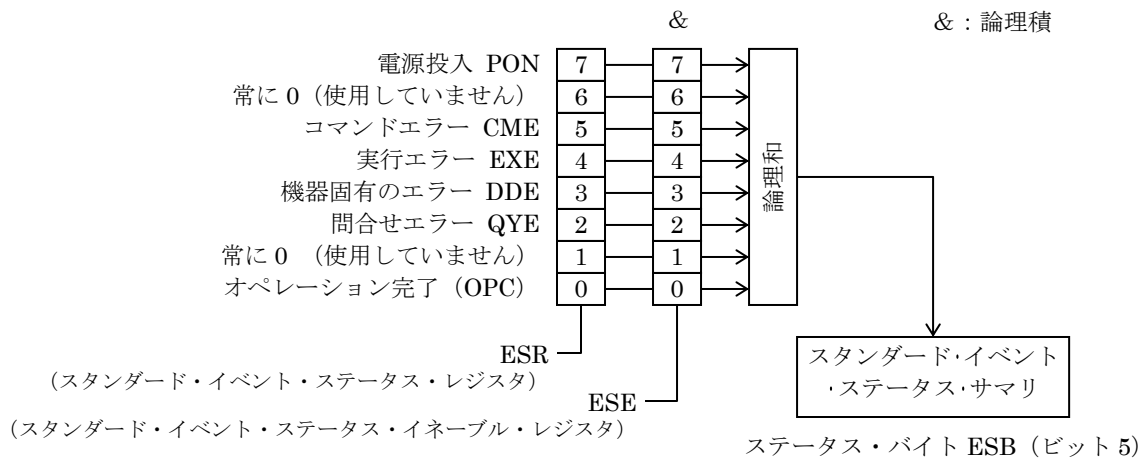 &
&：論理積
電源投入 PON 7 7
常に 0（使用していません） 6 6
コマンドエラー CME 5 5
実行エラー EXE 4 4
機器固有のエラー DDE 3 3
問合せエラー QYE 2 2
常に 0 （使用していません） 1 1
オペレーション完了（OPC） 0 0
論理和
ESR
（スタンダード・イベント・ステータス・レジスタ）
ESE
（スタンダード・イベント・ステータス・イネーブル・レジスタ）
スタンダード･イベント
･ステータス･サマリ
ステータス・バイト ESB（ビット 5）